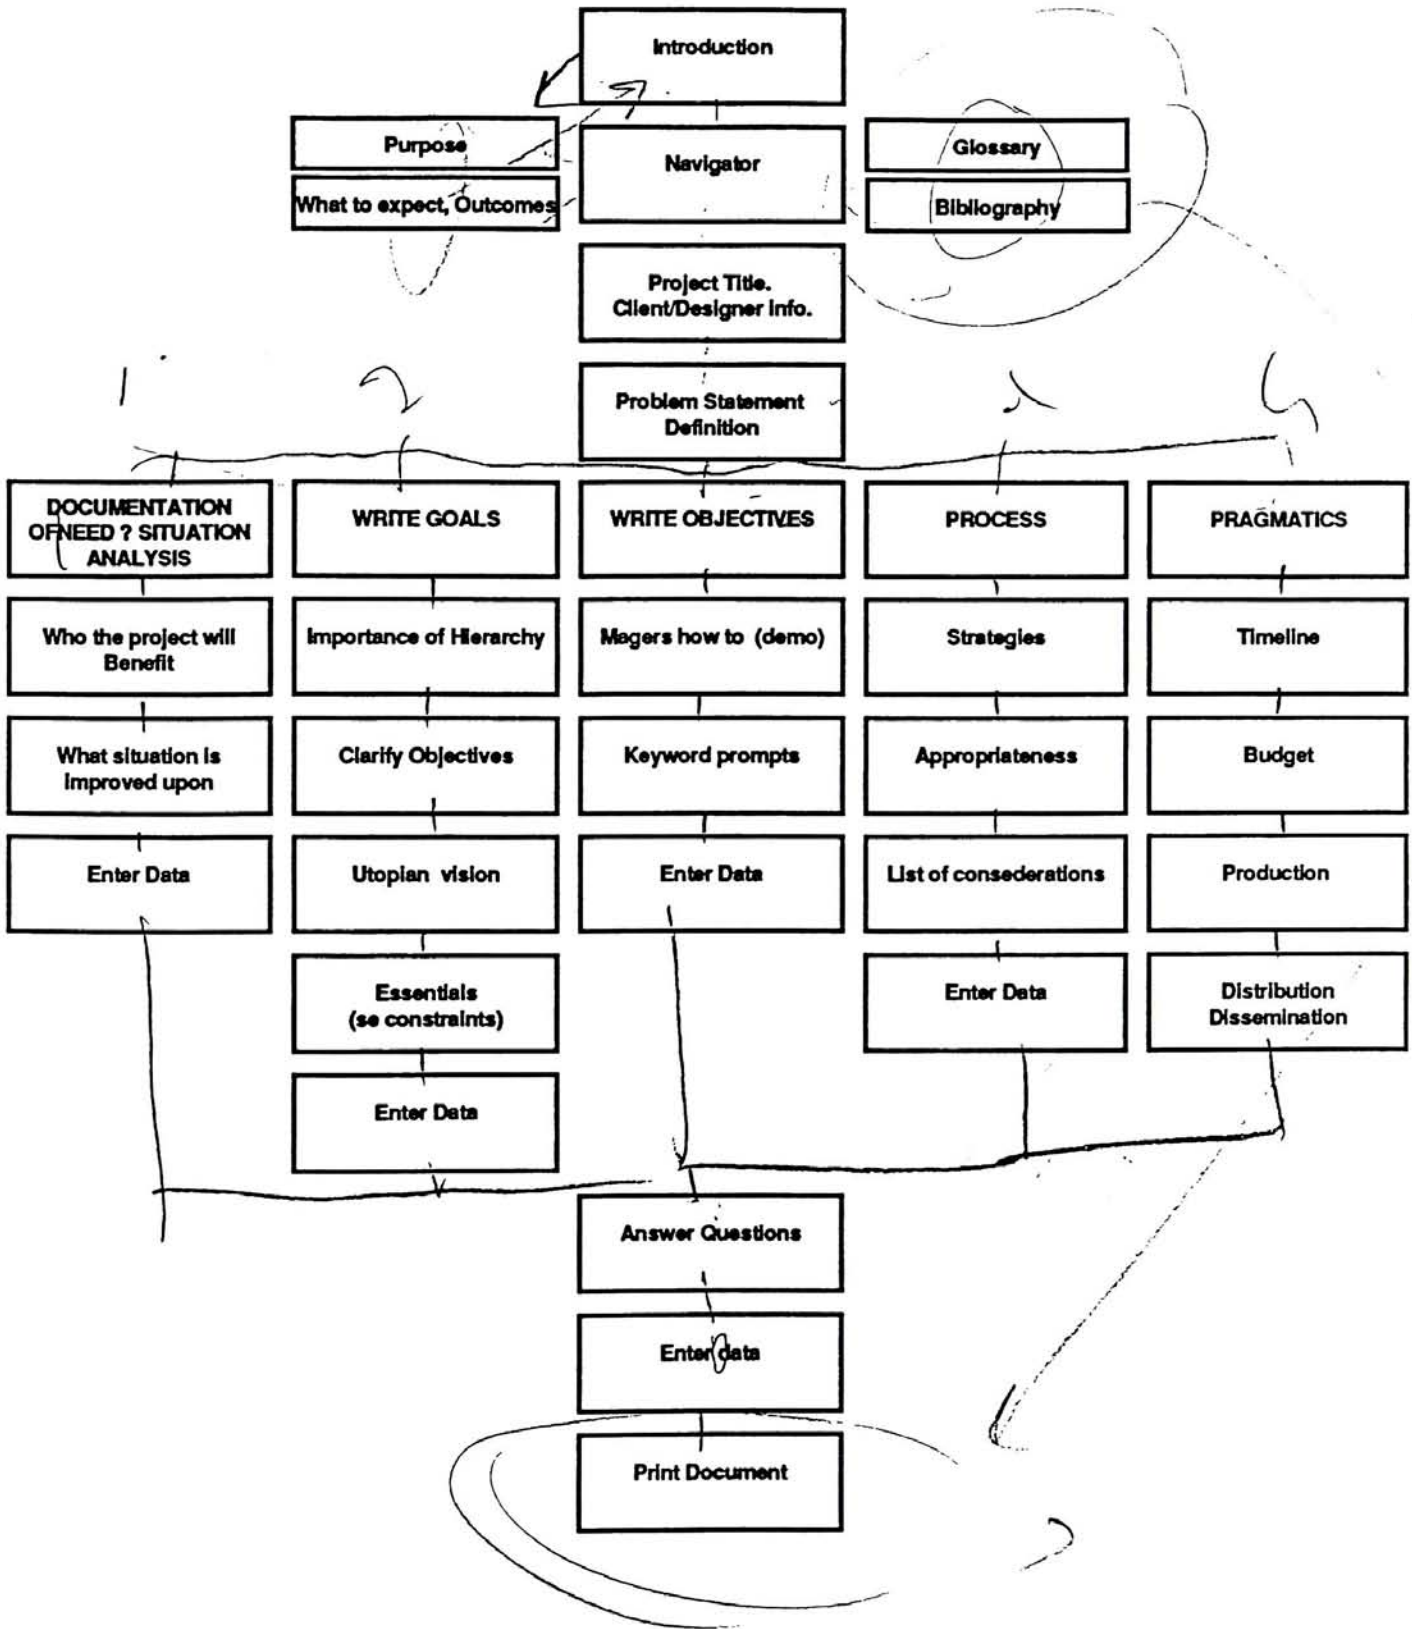 Introduction
Purpose
What to expect, Outcomes
Navigator
Glossary
Bibliography
Project Title.
Client/Designer info.
Problem Statement
Definition
1
2
DOCUMENTATION
OFNEED ? SITUATION
ANALYSIS
Who the project will
Benefit
What situation is
improved upon
Enter Data
WRITE GOALS
Importance of Hierarchy
Clarify Objectives
Utopian vision
Essentials
(se constraints)
Enter Data
WRITE OBJECTIVES
Magers how to (demo)
Keyword prompts
Enter Data
PROCESS
Strategies
Appropriateness
List of consederations
Enter Data
PRAGMATICS
Timeline
Budget
Production
Distribution
Dissemination
Answer Questions
Enter data
Print Document